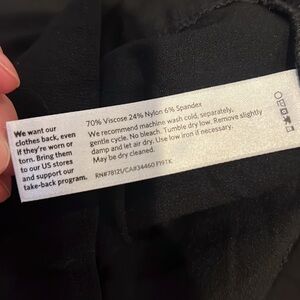 We want our
clothes back, even
if they're worn or
torn. Bring them
to our US stores
and support our
take-back program.
70% Viscose 24% Nylon 6% Spandex
We recommend machine wash cold, separately,
gentle cycle. No bleach. Tumble dry low. Remove slightly
damp and let air dry. Use low iron if necessary.
May be dry cleaned.
RN#78121/CA#34460 F19TK